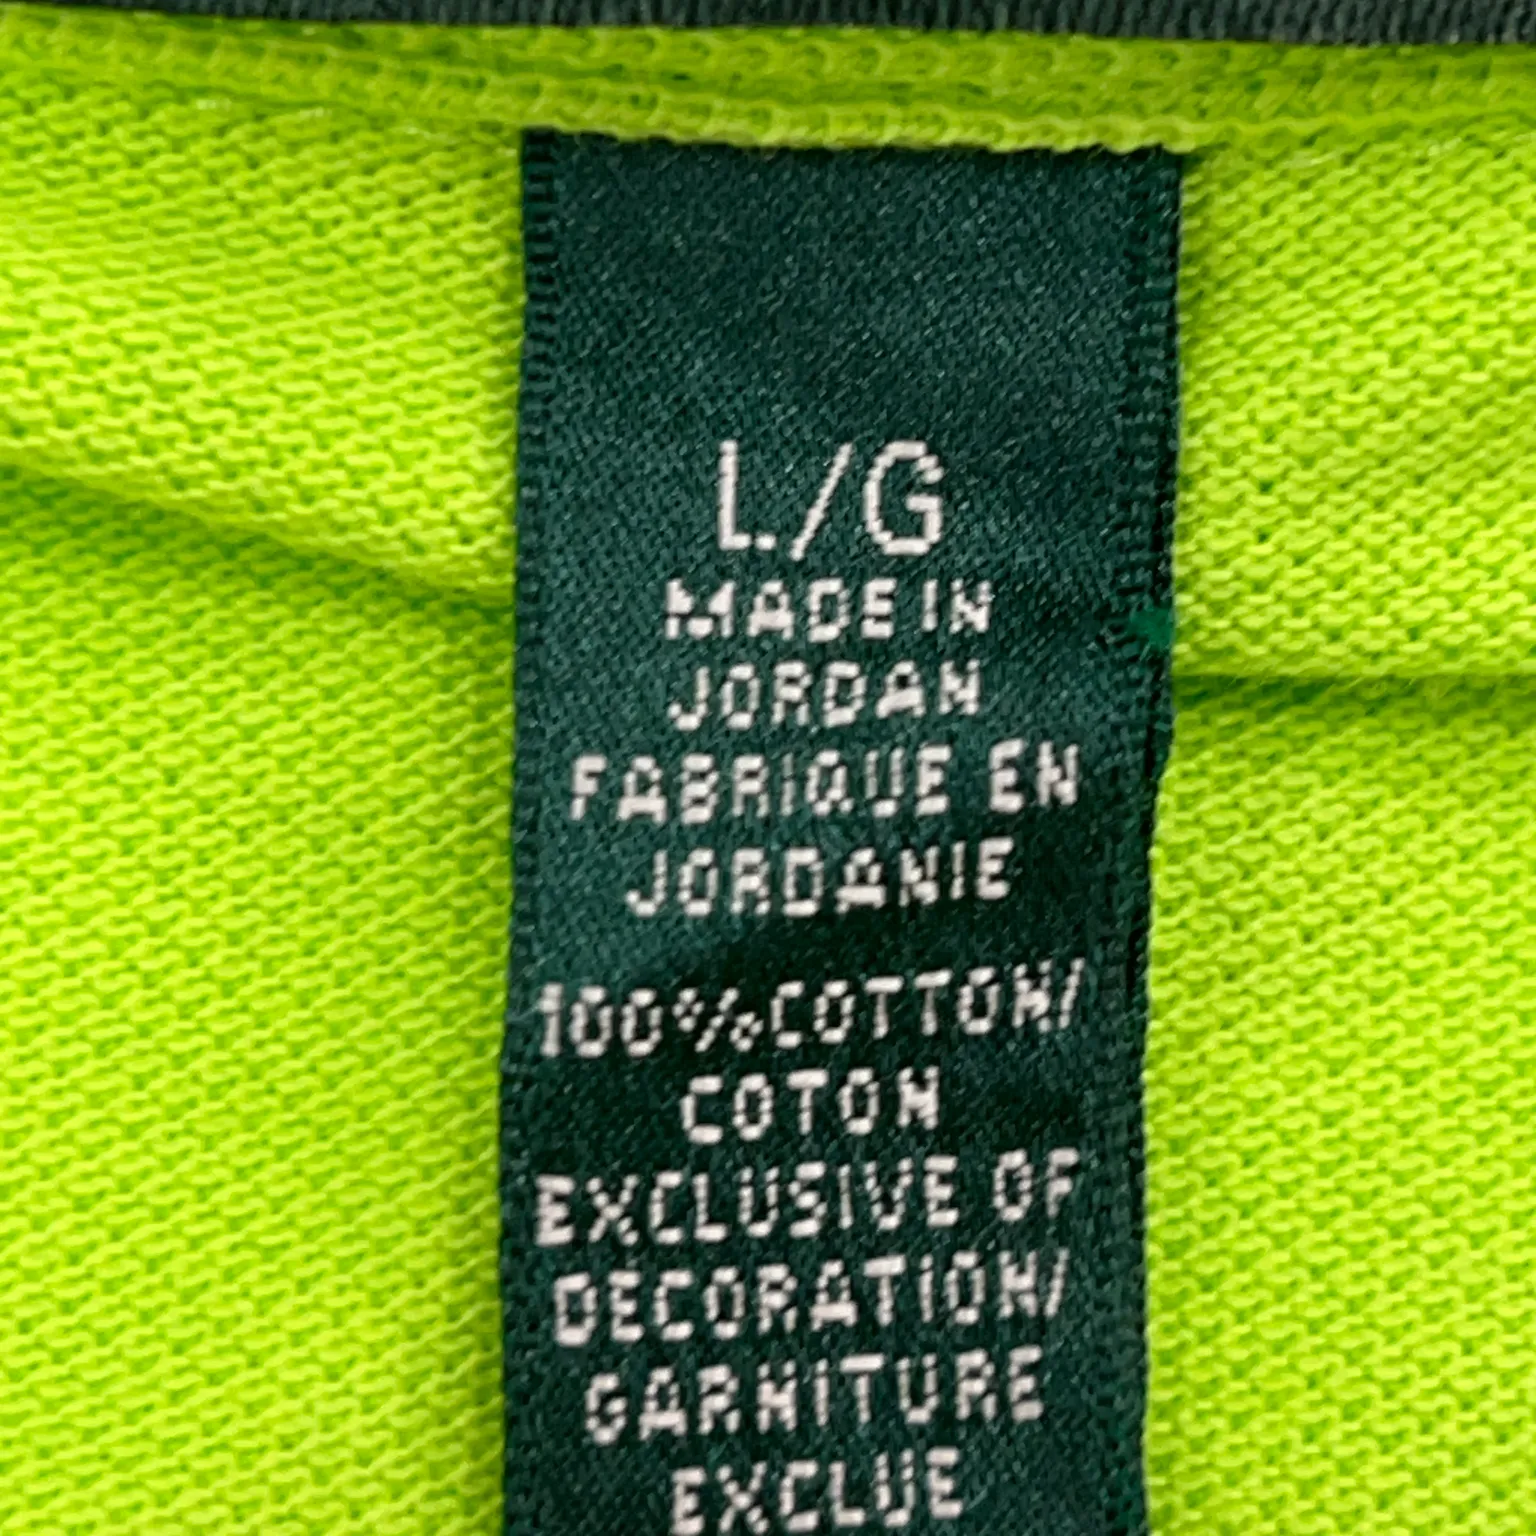 L/G
MADE IN
JORDAN
FABRIQUE EN
JORDANIE
100% COTTON/
COTON
EXCLUSIVE OF
DECORATION/
GARNITURE
EXCLUE